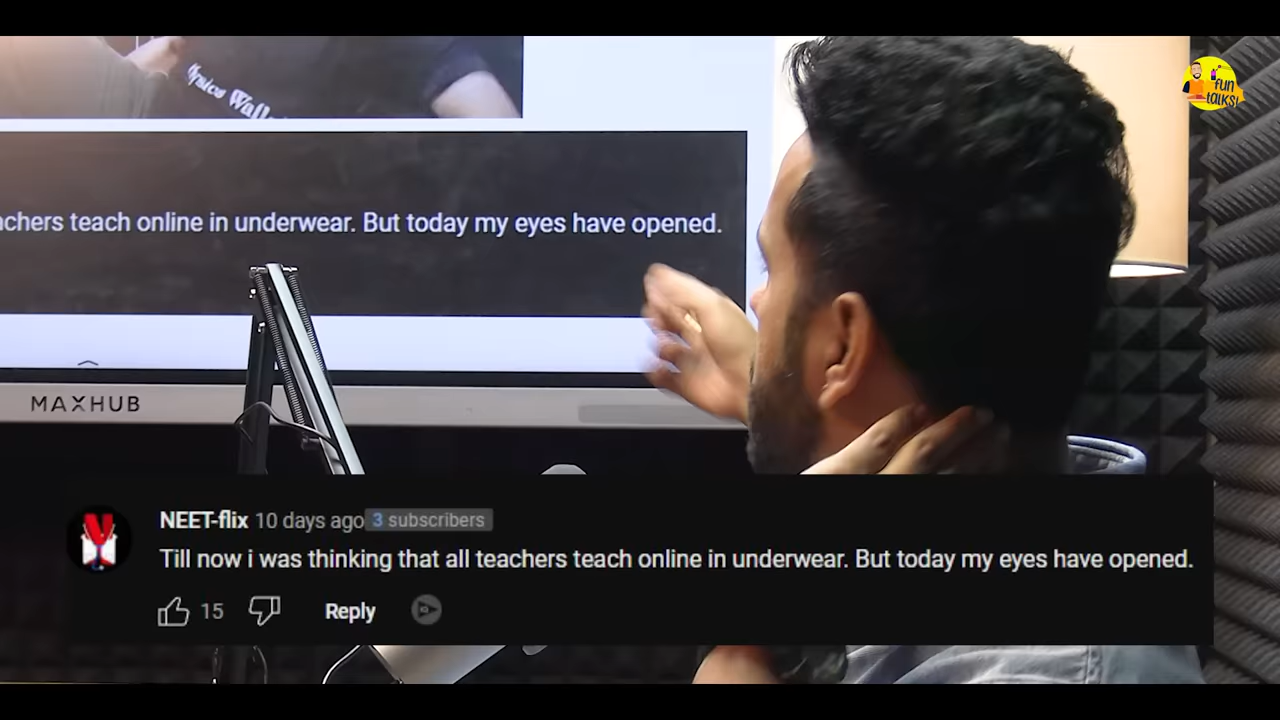 fun
talks!
achers teach online in underwear. But today my eyes have opened.
MAXHUB
NEET-flix 10 days ago 3 subscribers
Till now i was thinking that all teachers teach online in underwear. But today my eyes have opened.
15 Reply